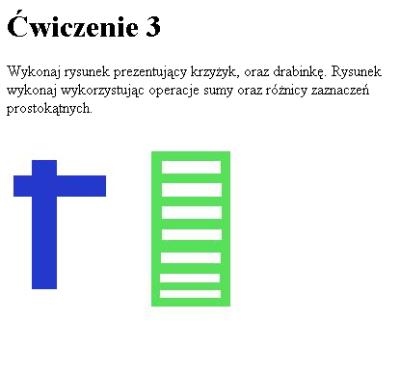 Ćwiczenie 3
Wykonaj rysunek prezentujący krzyżyk, oraz drabinkę. Rysunek
wykonaj wykorzystując operacje sumy oraz różnicy zaznaczeń
prostokątnych.